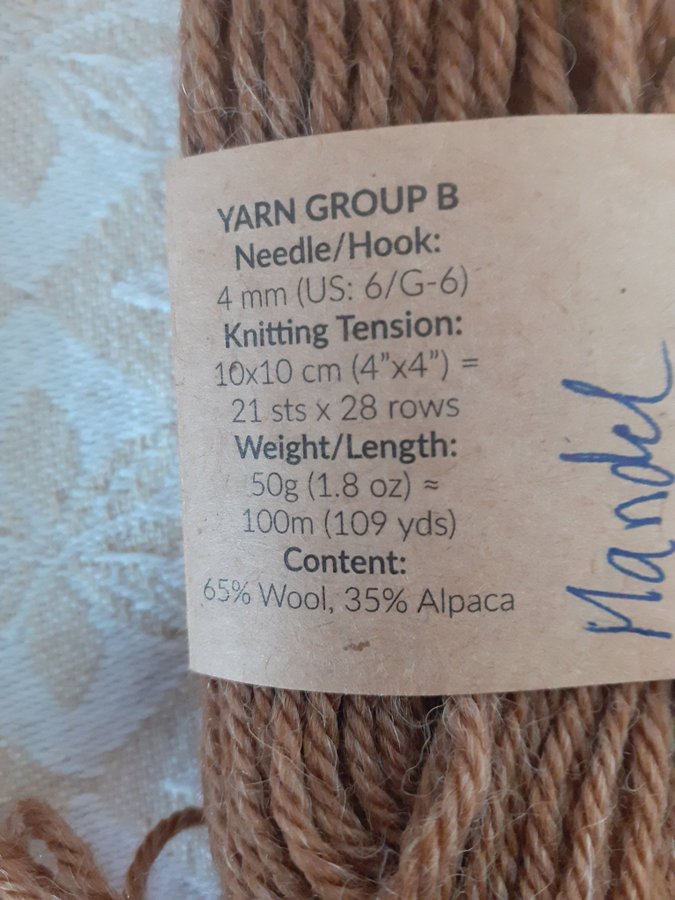 YARN GROUP B
Needle/Hook:
4 mm (US: 6/G-6)
Knitting Tension:
10x10 cm (4”x4”) =
21 sts x 28 rows
Weight/Length:
50g (1.8 oz) ≈
100m (109 yds)
Content:
65% Wool, 35% Alpaca
Mandel